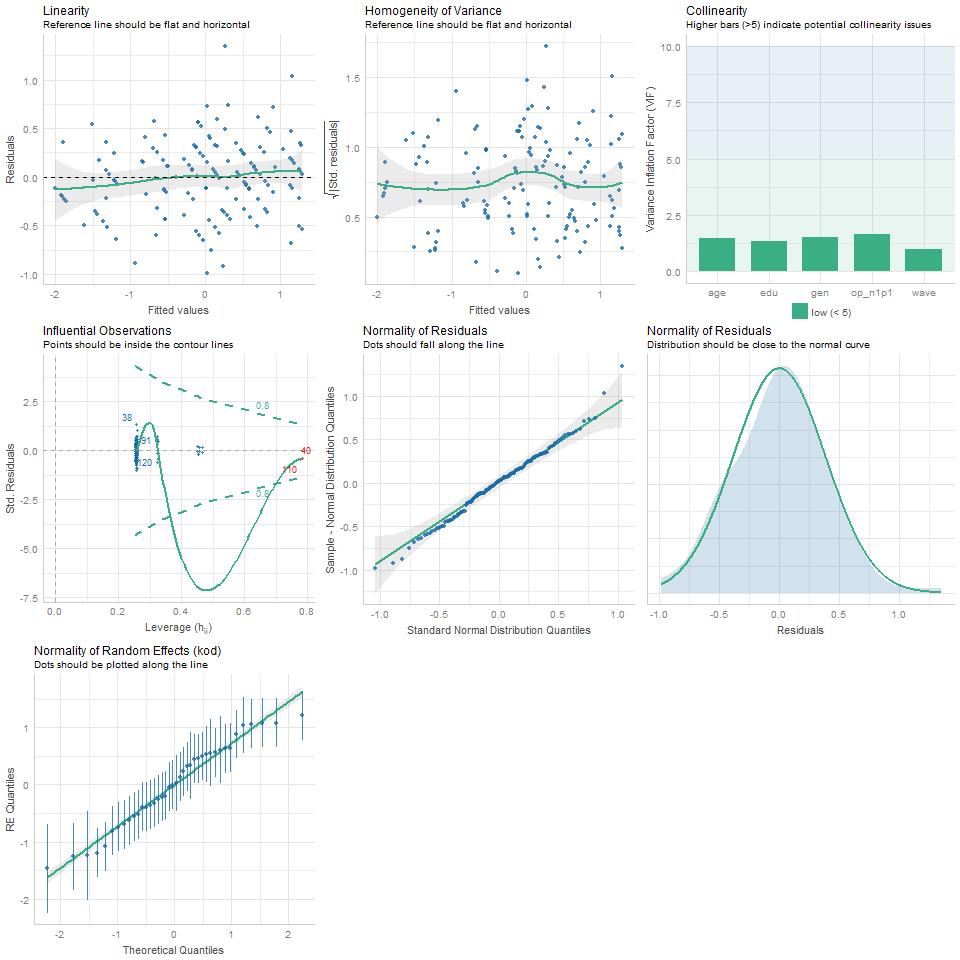 Linearity
Reference line should be flat and horizontal
Residuals
1.0
0.5
0.0
-0.5
-1.0
-2
-1
0
1
Fitted values
Homogeneity of Variance
Reference line should be flat and horizontal
√|Std. residuals|
1.5
1.0
0.5
-2
-1
0
1
Fitted values
Collinearity
Higher bars (>5) indicate potential collinearity issues
Variance Inflation Factor (VIF)
10.0
7.5
5.0
2.5
0.0
age
edu
gen
op_n1p1
wave
low (< 5)
Influential Observations
Points should be inside the contour lines
Std. Residuals
2.5
0.0
-2.5
-5.0
-7.5
0.8
38
91
120
40
110
0.8
0.0
0.2
0.4
0.6
0.8
Leverage (hii)
Normality of Residuals
Dots should fall along the line
Sample - Normal Distribution Quantiles
1.0
0.5
0.0
-0.5
-1.0
-1.0
-0.5
0.0
0.5
1.0
Standard Normal Distribution Quantiles
Normality of Residuals
Distribution should be close to the normal curve
-1.0
-0.5
0.0
0.5
1.0
Residuals
Normality of Random Effects (kod)
Dots should be plotted along the line
RE Quantiles
1
0
-1
-2
-2
-1
0
1
2
Theoretical Quantiles